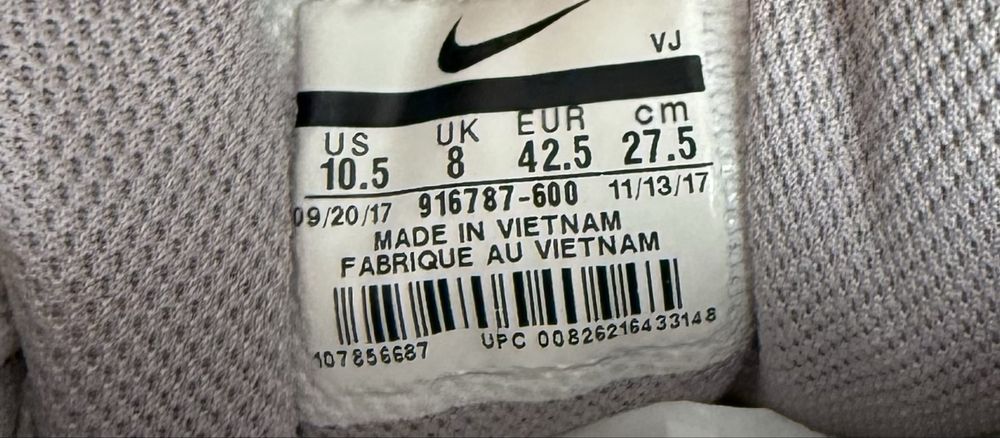 VJ
US UK EUR cm
10.5 8 42.5 27.5
09/20/17 916787-600 11/13/17
MADE IN VIETNAM
FABRIQUE AU VIETNAM
107856687 UPC 00826216433148